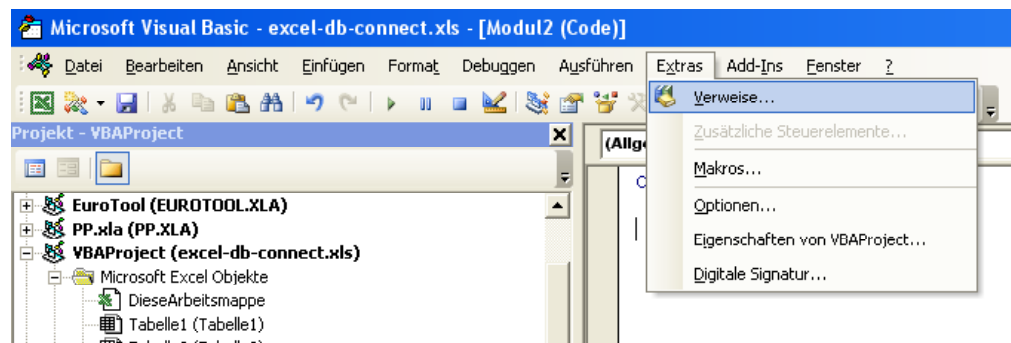 Microsoft Visual Basic - excel-db-connect.xls - [Modul2 (Code)]
Datei Bearbeiten Ansicht Einfügen Format Debuggen Ausführen Extras Add-Ins Fenster ?
Verweise...
Projekt - VBAProject
Zusätzliche Steuerelemente...
(Allge
Makros...
EuroTool (EUROTOOL.XLA)
Optionen...
PP.xla (PP.XLA)
Eigenschaften von VBAProject...
VBAProject (excel-db-connect.xls)
Digitale Signatur...
Microsoft Excel Objekte
DieseArbeitsmappe
Tabelle1 (Tabelle1)